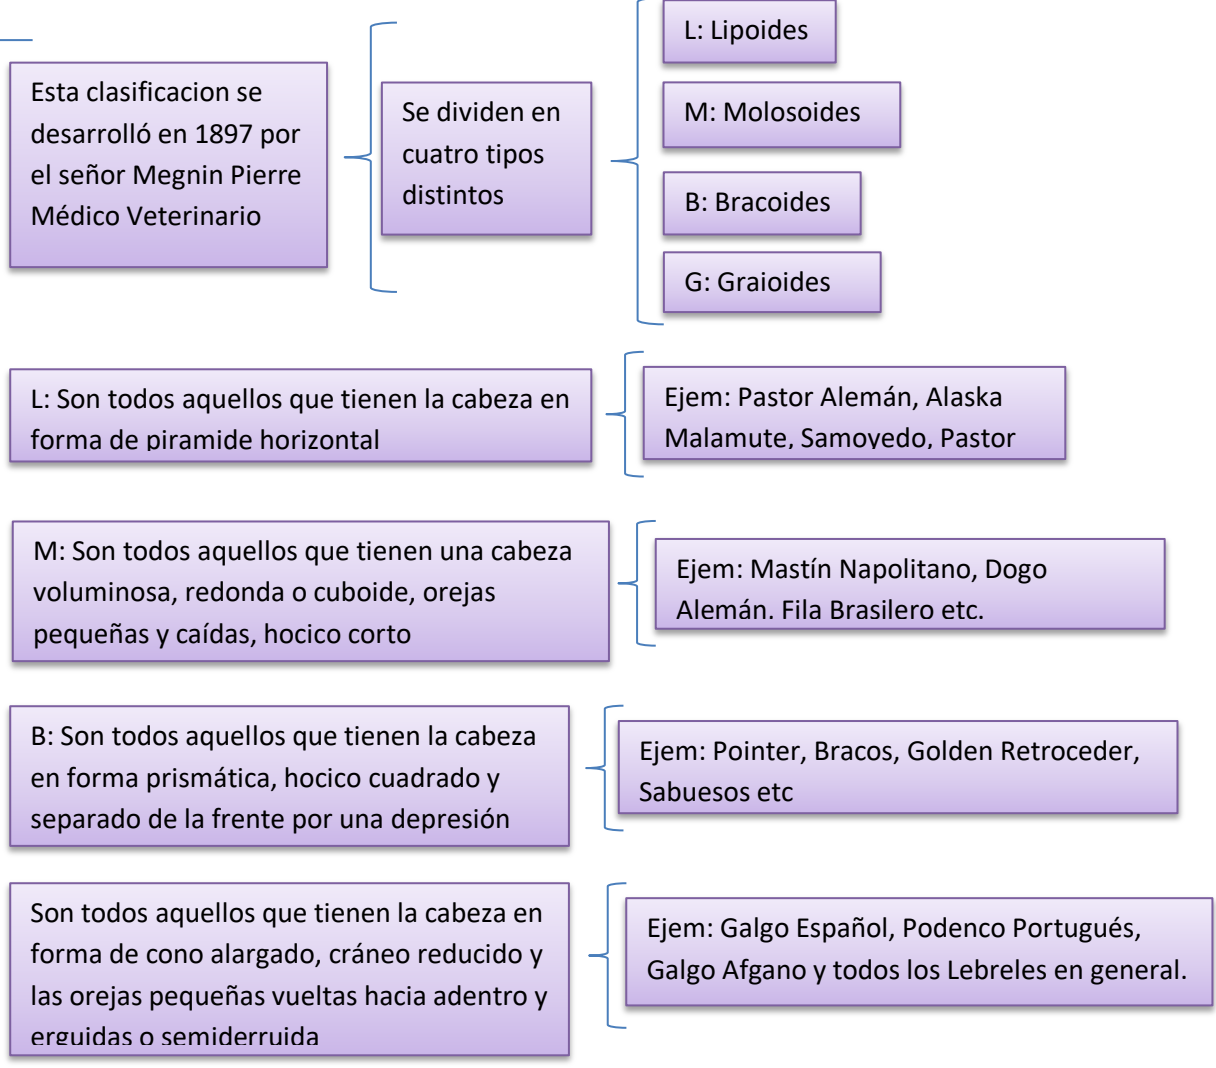 Esta clasificacion se
desarrolló en 1897 por
el señor Megnin Pierre
Médico Veterinario
Se dividen en
cuatro tipos
distintos
L: Lipoides
M: Molosoides
B: Bracoides
G: Graioides
L: Son todos aquellos que tienen la cabeza en
forma de piramide horizontal
Ejem: Pastor Alemán, Alaska
Malamute, Samoyedo, Pastor
M: Son todos aquellos que tienen una cabeza
voluminosa, redonda o cuboide, orejas
pequeñas y caídas, hocico corto
Ejem: Mastín Napolitano, Dogo
Alemán. Fila Brasilero etc.
B: Son todos aquellos que tienen la cabeza
en forma prismática, hocico cuadrado y
separado de la frente por una depresión
Ejem: Pointer, Bracos, Golden Retroceder,
Sabuesos etc
Son todos aquellos que tienen la cabeza en
forma de cono alargado, cráneo reducido y
las orejas pequeñas vueltas hacia adentro y
erguidas o semiderruida
Ejem: Galgo Español, Podenco Portugués,
Galgo Afgano y todos los Lebreles en general.